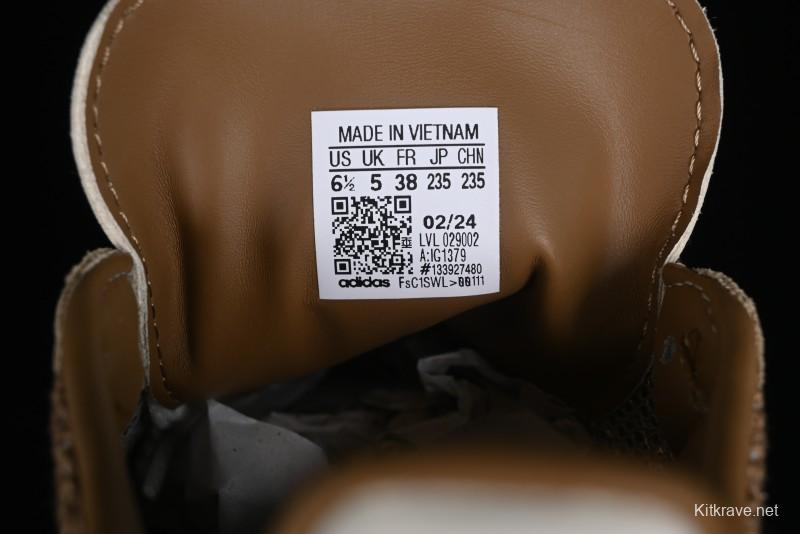 MADE IN VIETNAM
US UK FR JP CHN
6½ 5 38 235 235
02/24
LVL 029002
A:IG1379
#133927480
adidas FsC1SWL>
Kitkrave.net